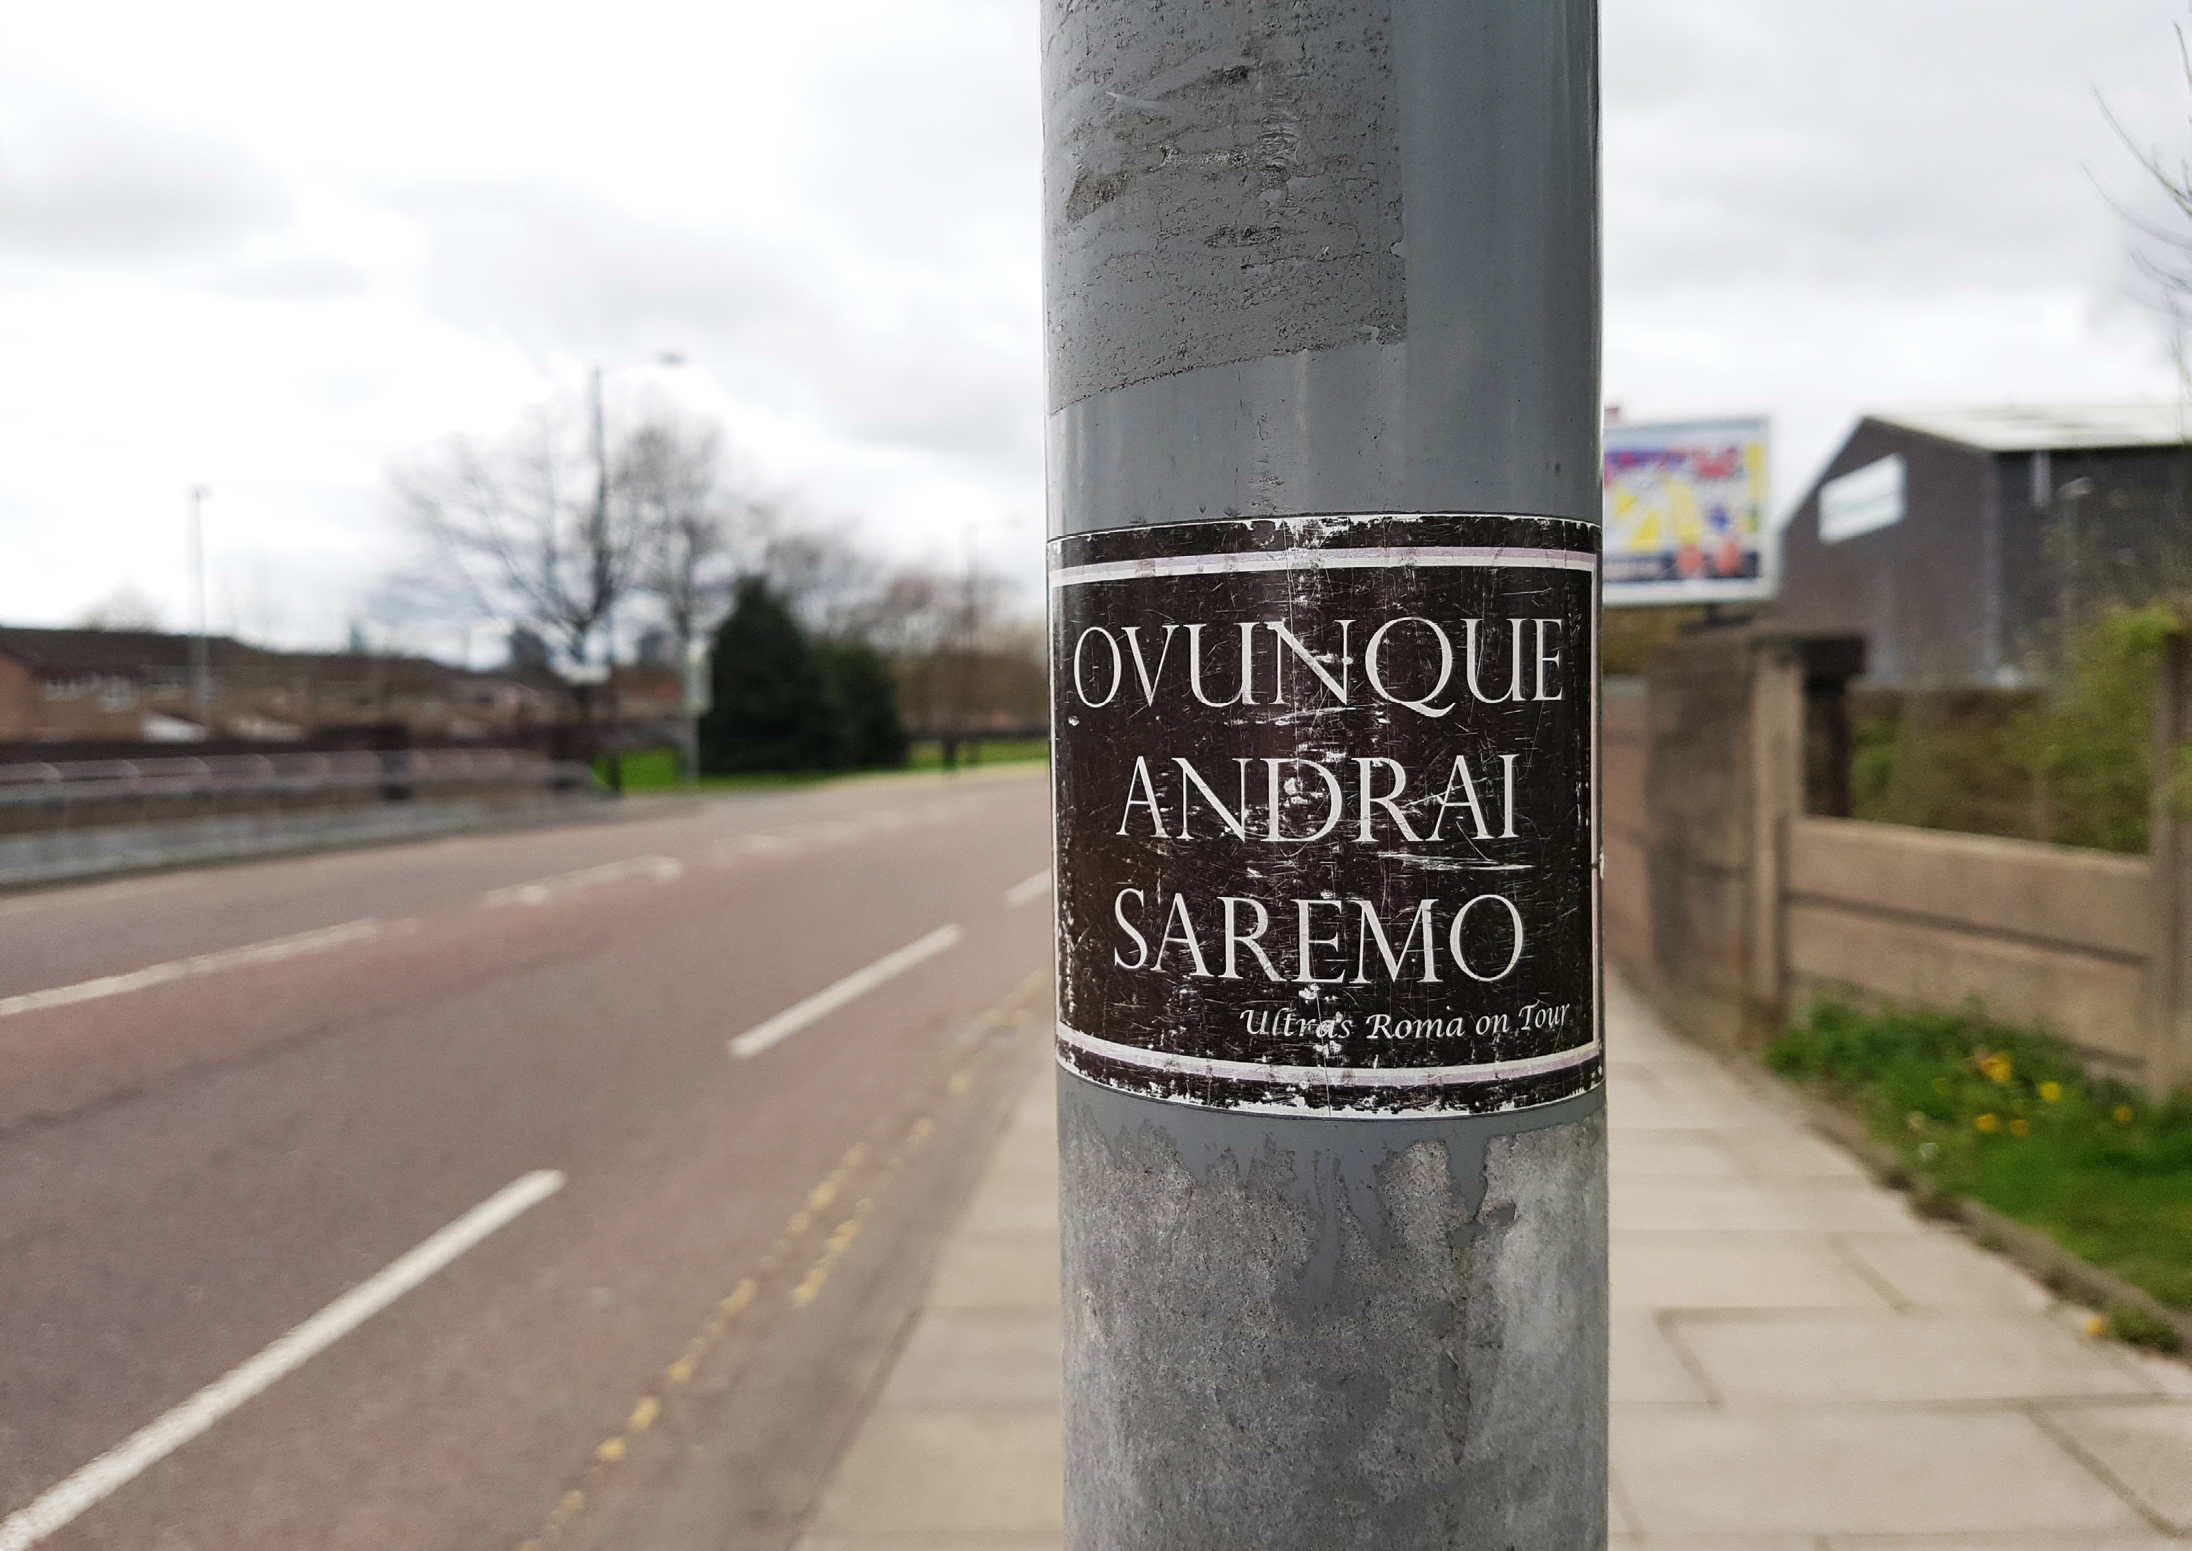 OVUNQUE
ANDRAI
SAREMO
Ultras Roma on Tour